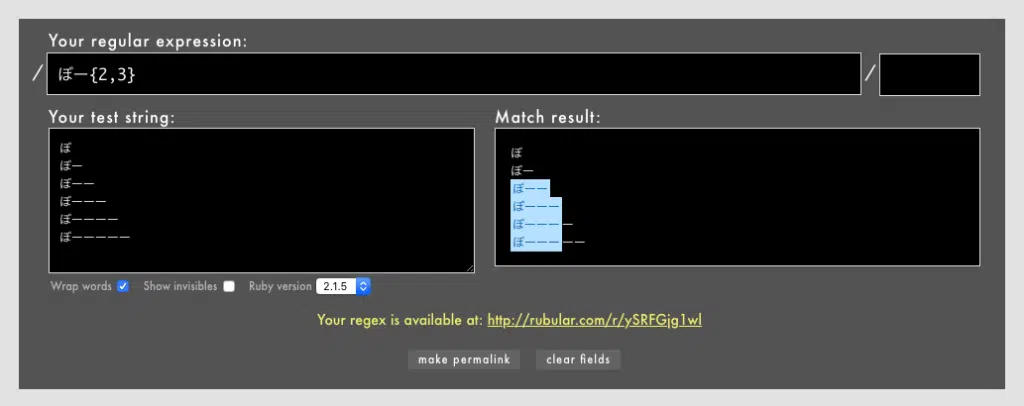 Your regular expression:
/ ぼー{2,3} /
Your test string:
ぼ
ぼー
ぼーー
ぼーーー
ぼーーーー
ぼーーーーー
Match result:
ぼ
ぼー
ぼーー
ぼーーー
ぼーーーー
ぼーーーーー
Wrap words Show invisibles Ruby version 2.1.5
Your regex is available at: http://rubular.com/r/ySRFGjg1wl
make permalink clear fields